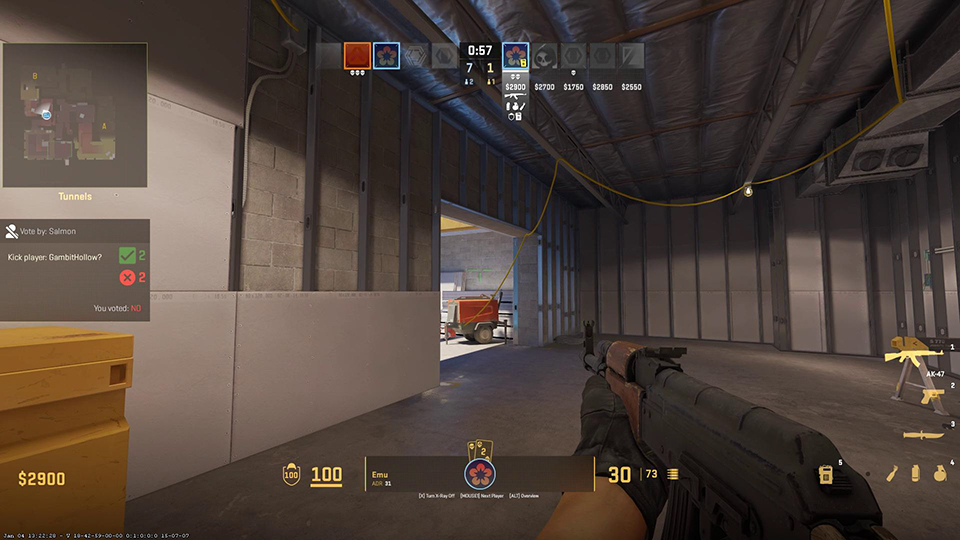 0:57
7 1
2 1
$2900 $2700 $1750 $2850 $2550
B
A
Tunnels
Vote by: Salmon
Kick player: GambitHollow? 2
2
You voted: NO
1
AK-47
2
3
5 4
$2900
100 100
Emu
ADR 31
2
30 73
[X] Turn X-Ray Off [MOUSE1] Next Player [ALT] Overview